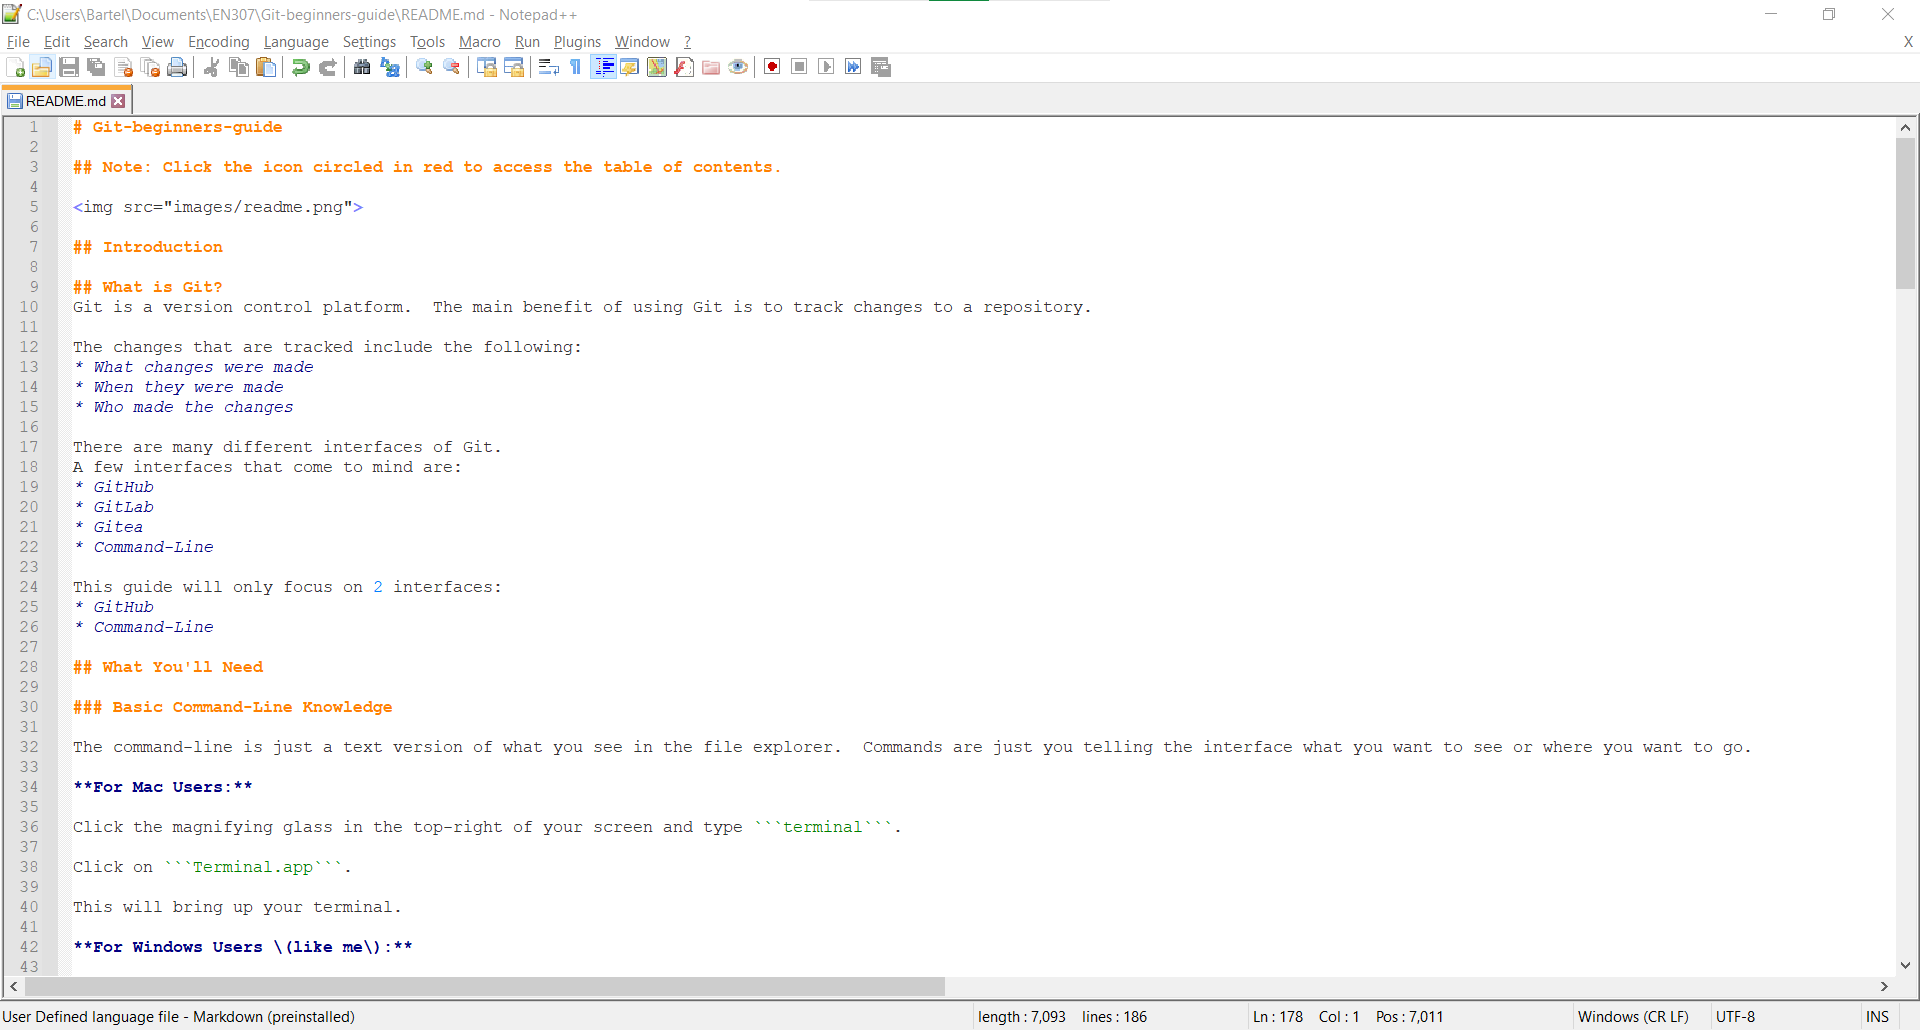 C:\Users\Bartel\Documents\EN307\Git-beginners-guide\README.md - Notepad++
File Edit Search View Encoding Language Settings Tools Macro Run Plugins Window ? X
README.md
1 # Git-beginners-guide
2
3 ## Note: Click the icon circled in red to access the table of contents.
4
5 <img src="images/readme.png">
6
7 ## Introduction
8
9 ## What is Git?
10 Git is a version control platform.  The main benefit of using Git is to track changes to a repository.
11
12 The changes that are tracked include the following:
13 * What changes were made
14 * When they were made
15 * Who made the changes
16
17 There are many different interfaces of Git.
18 A few interfaces that come to mind are:
19 * GitHub
20 * GitLab
21 * Gitea
22 * Command-Line
23
24 This guide will only focus on 2 interfaces:
25 * GitHub
26 * Command-Line
27
28 ## What You'll Need
29
30 ### Basic Command-Line Knowledge
31
32 The command-line is just a text version of what you see in the file explorer.  Commands are just you telling the interface what you want to see or where you want to go.
33
34 **For Mac Users:**
35
36 Click the magnifying glass in the top-right of your screen and type ```terminal```.
37
38 Click on ```Terminal.app```.
39
40 This will bring up your terminal.
41
42 **For Windows Users \(like me\):**
43
User Defined language file - Markdown (preinstalled) length : 7,093 lines : 186 Ln : 178 Col : 1 Pos : 7,011 Windows (CR LF) UTF-8 INS